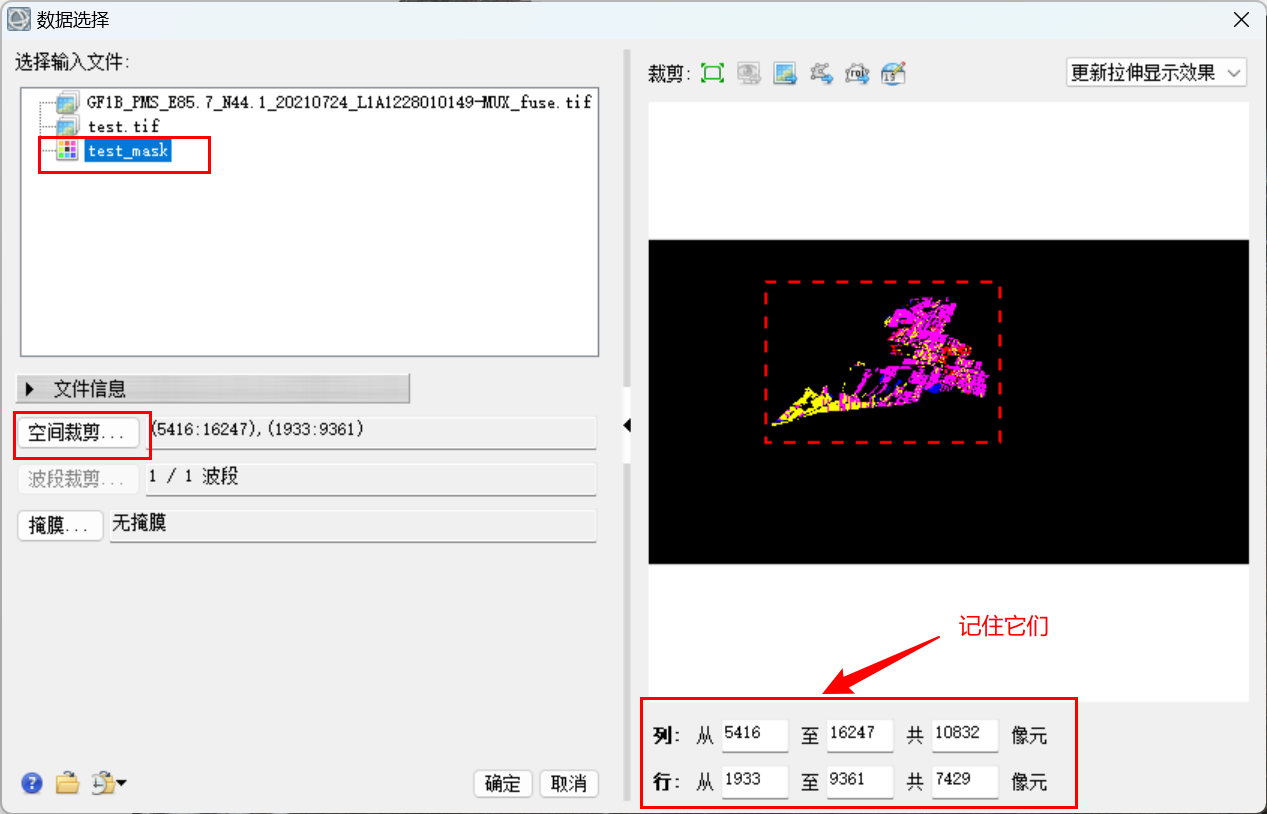 数据选择
选择输入文件:
GF1B_PMS_E85.7_N44.1_20210724_L1A1228010149-MUX_fuse.tif
test.tif
test_mask
文件信息
空间裁剪... (5416:16247),(1933:9361)
波段裁剪... 1 / 1 波段
掩膜... 无掩膜
确定 取消
裁剪: 更新拉伸显示效果
记住它们
列: 从 5416 至 16247 共 10832 像元
行: 从 1933 至 9361 共 7429 像元